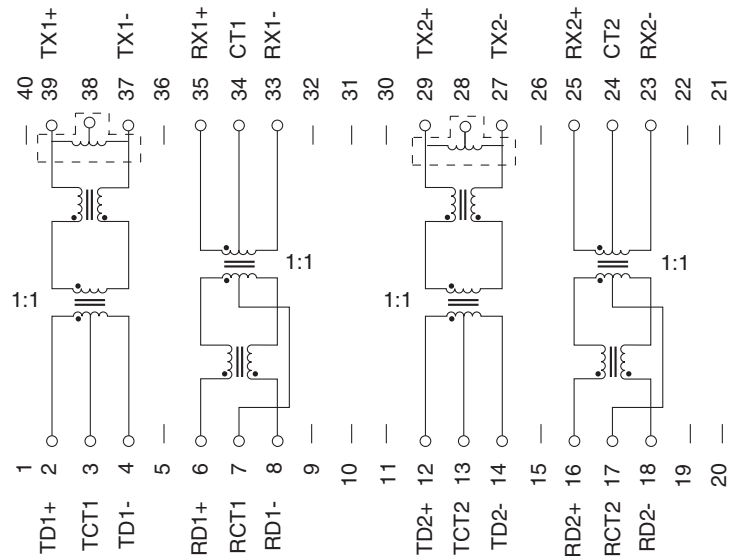 TX1+ TX1- RX1+ CT1 RX1- TX2+ TX2- RX2+ CT2 RX2-
40 39 38 37 36 35 34 33 32 31 30 29 28 27 26 25 24 23 22 21
1:1 1:1
1:1 1:1
1 2 3 4 5 6 7 8 9 10 11 12 13 14 15 16 17 18 19 20
TD1+ TCT1 TD1- RD1+ RCT1 RD1- TD2+ TCT2 TD2- RD2+ RCT2 RD2-